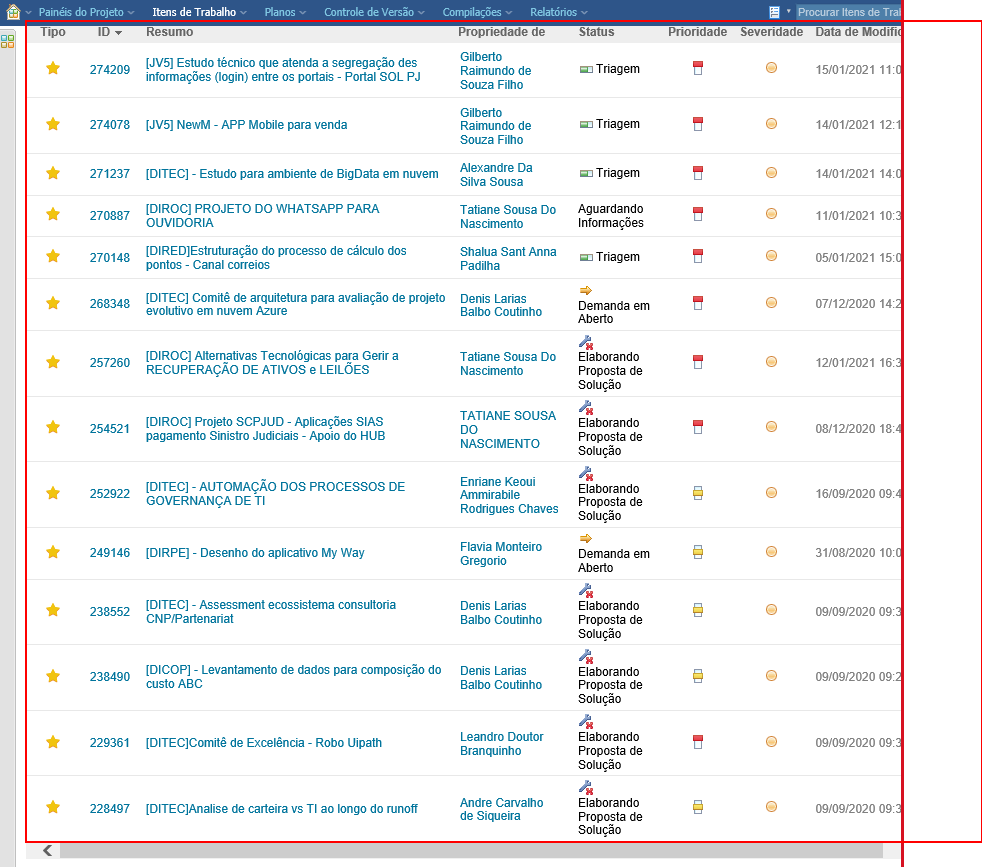 Painéis do Projeto Itens de Trabalho Planos Controle de Versão Compilações Relatórios Procurar Itens de Trab
Tipo ID Resumo Propriedade de Status Prioridade Severidade Data de Modific
274209 [JV5] Estudo técnico que atenda a segregação des informações (login) entre os portais - Portal SOL PJ Gilberto Raimundo de Souza Filho Triagem 15/01/2021 11:0
274078 [JV5] NewM - APP Mobile para venda Gilberto Raimundo de Souza Filho Triagem 14/01/2021 12:1
271237 [DITEC] - Estudo para ambiente de BigData em nuvem Alexandre Da Silva Sousa Triagem 14/01/2021 14:0
270887 [DIROC] PROJETO DO WHATSAPP PARA OUVIDORIA Tatiane Sousa Do Nascimento Aguardando Informações 11/01/2021 10:3
270148 [DIRED]Estruturação do processo de cálculo dos pontos - Canal correios Shalua Sant Anna Padilha Triagem 05/01/2021 15:0
268348 [DITEC] Comitê de arquitetura para avaliação de projeto evolutivo em nuvem Azure Denis Larias Balbo Coutinho Demanda em Aberto 07/12/2020 14:2
257260 [DIROC] Alternativas Tecnológicas para Gerir a RECUPERAÇÃO DE ATIVOS e LEILÕES Tatiane Sousa Do Nascimento Elaborando Proposta de Solução 12/01/2021 16:3
254521 [DIROC] Projeto SCPJUD - Aplicações SIAS pagamento Sinistro Judiciais - Apoio do HUB TATIANE SOUSA DO NASCIMENTO Elaborando Proposta de Solução 08/12/2020 18:4
252922 [DITEC] - AUTOMAÇÃO DOS PROCESSOS DE GOVERNANÇA DE TI Enriane Keoui Ammirabile Rodrigues Chaves Elaborando Proposta de Solução 16/09/2020 09:4
249146 [DIRPE] - Desenho do aplicativo My Way Flavia Monteiro Gregorio Demanda em Aberto 31/08/2020 10:0
238552 [DITEC] - Assessment ecossistema consultoria CNP/Partenariat Denis Larias Balbo Coutinho Elaborando Proposta de Solução 09/09/2020 09:3
238490 [DICOP] - Levantamento de dados para composição do custo ABC Denis Larias Balbo Coutinho Elaborando Proposta de Solução 09/09/2020 09:2
229361 [DITEC]Comitê de Excelência - Robo Uipath Leandro Doutor Branquinho Elaborando Proposta de Solução 09/09/2020 09:3
228497 [DITEC]Analise de carteira vs TI ao longo do runoff Andre Carvalho de Siqueira Elaborando Proposta de Solução 09/09/2020 09:3